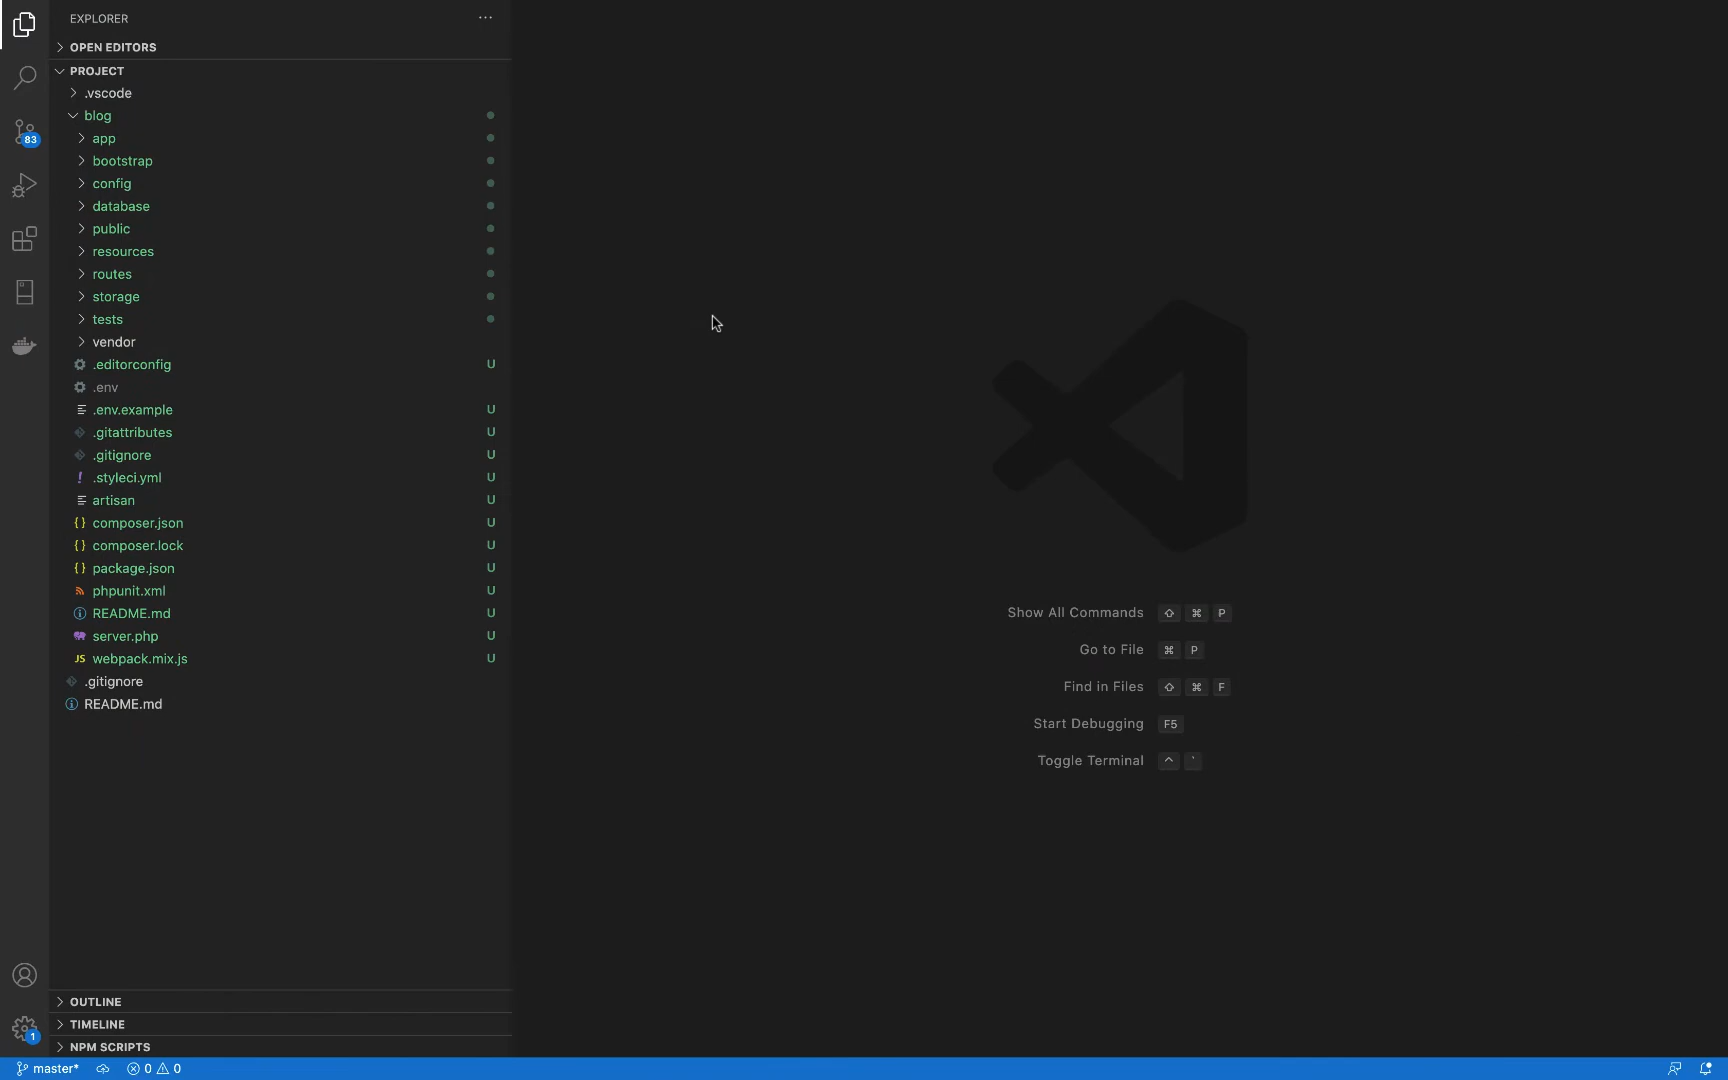 EXPLORER
OPEN EDITORS
PROJECT
.vscode
blog
app
83
bootstrap
config
database
public
resources
routes
storage
tests
vendor
.editorconfig U
.env
.env.example U
.gitattributes U
.gitignore U
! .styleci.yml U
artisan U
{} composer.json U
{} composer.lock U
{} package.json U
phpunit.xml U
README.md U
server.php U
JS webpack.mix.js U
.gitignore
README.md
Show All Commands ⇧ ⌘ P
Go to File ⌘ P
Find in Files ⇧ ⌘ F
Start Debugging F5
Toggle Terminal ^ `
OUTLINE
TIMELINE
1
NPM SCRIPTS
master* 0 0